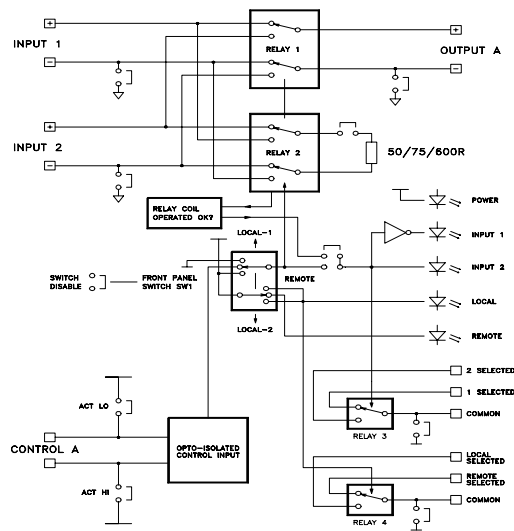 INPUT 1
RELAY 1
OUTPUT A
INPUT 2
RELAY 2
50/75/600R
RELAY COIL
OPERATED OK?
LOCAL-1
POWER
INPUT 1
INPUT 2
SWITCH
DISABLE
FRONT PANEL
SWITCH SW1
REMOTE
LOCAL
LOCAL-2
REMOTE
2 SELECTED
1 SELECTED
COMMON
RELAY 3
ACT LO
CONTROL A
OPTO-ISOLATED
CONTROL INPUT
ACT HI
LOCAL
SELECTED
REMOTE
SELECTED
COMMON
RELAY 4